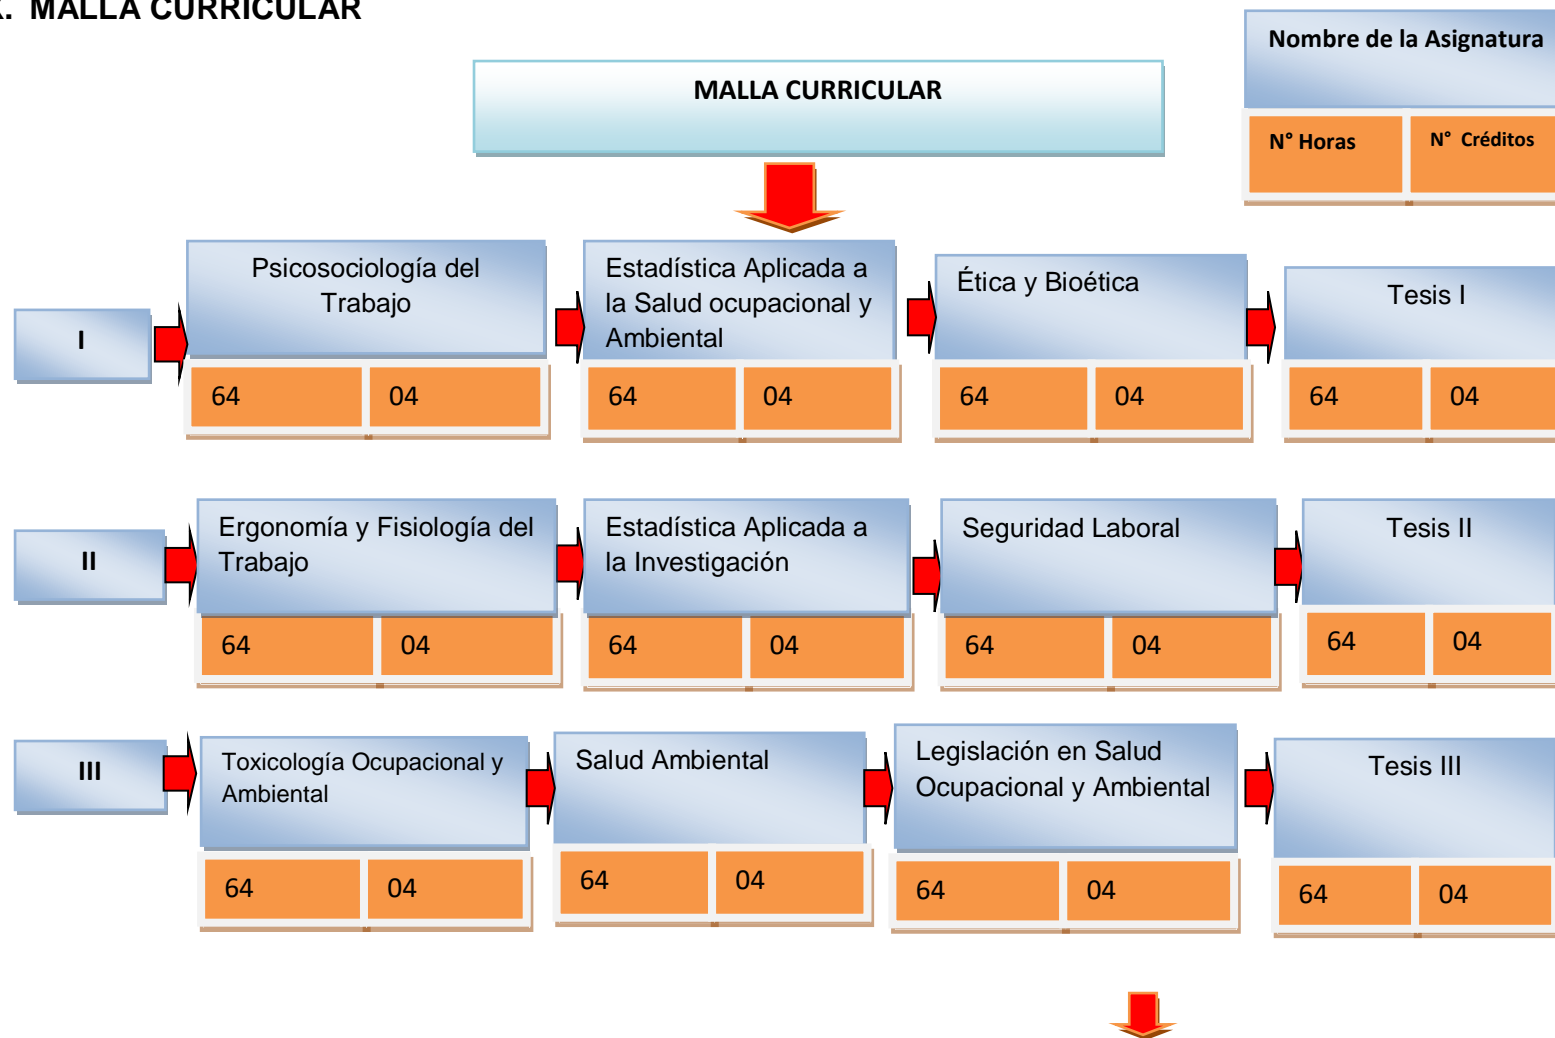 X. MALLA CURRICULAR
Nombre de la Asignatura
MALLA CURRICULAR
N° Horas N° Créditos
Psicosociología del
Trabajo
Estadística Aplicada a
la Salud ocupacional y
Ambiental
Ética y Bioética
Tesis I
I
64 04 64 04 64 04 64 04
Ergonomía y Fisiología del
Trabajo
Estadística Aplicada a
la Investigación
Seguridad Laboral
Tesis II
II
64 04 64 04 64 04 64 04
Toxicología Ocupacional y
Ambiental
Salud Ambiental
Legislación en Salud
Ocupacional y Ambiental
Tesis III
III
64 04 64 04 64 04 64 04